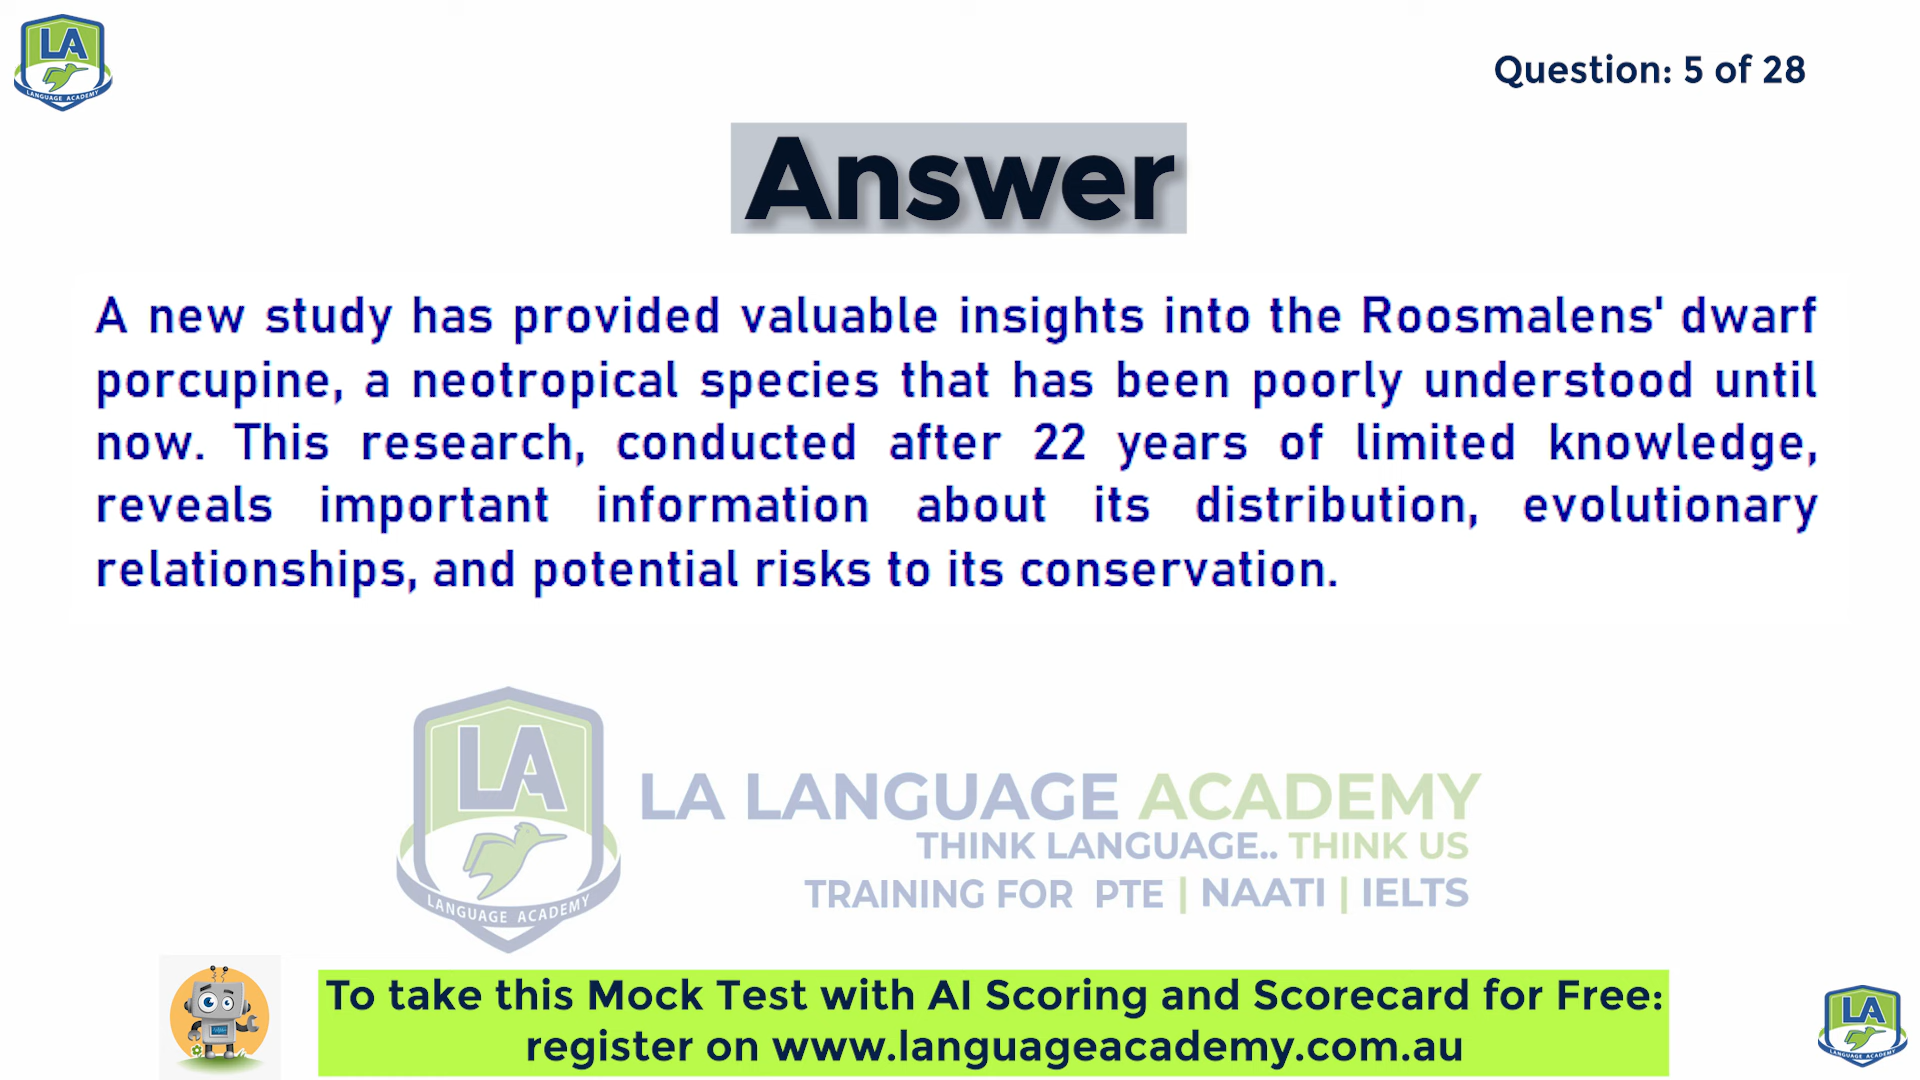 LA
LANGUAGE ACADEMY
Question: 5 of 28
Answer
A new study has provided valuable insights into the Roosmalens' dwarf
porcupine, a neotropical species that has been poorly understood until
now. This research, conducted after 22 years of limited knowledge,
reveals important information about its distribution, evolutionary
relationships, and potential risks to its conservation.
LA
LANGUAGE ACADEMY
LA LANGUAGE ACADEMY
THINK LANGUAGE.. THINK US
TRAINING FOR PTE | NAATI | IELTS
To take this Mock Test with AI Scoring and Scorecard for Free:
register on www.languageacademy.com.au
LA
LANGUAGE ACADEMY